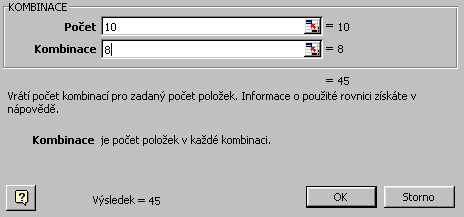 KOMBINACE
Počet 10 = 10
Kombinace 8 = 8
= 45
Vrátí počet kombinací pro zadaný počet položek. Informace o použité rovnici získáte v
nápovědě.
Kombinace je počet položek v každé kombinaci.
? Výsledek = 45 OK Storno